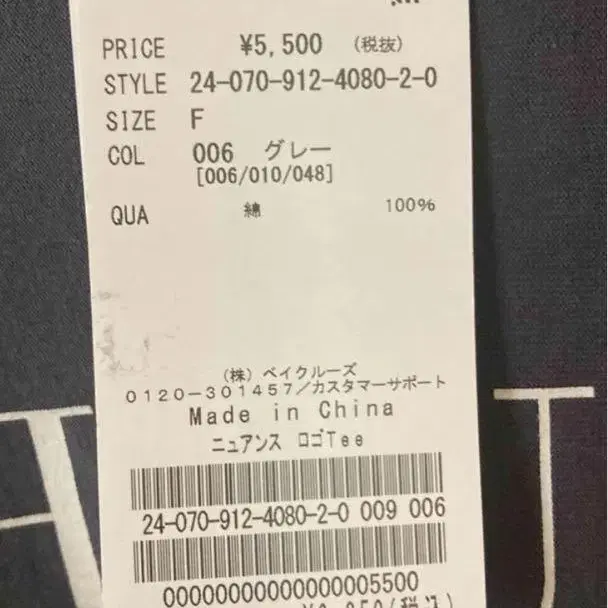 PRICE ¥5,500 (税抜)
STYLE 24-070-912-4080-2-0
SIZE F
COL 006 グレー
[006/010/048]
QUA 綿 100%
(株) ベイクルーズ
0120-301457/カスタマーサポート
Made in China
ニュアンス ロゴTee
24-070-912-4080-2-0 009 006
00000000000000005500